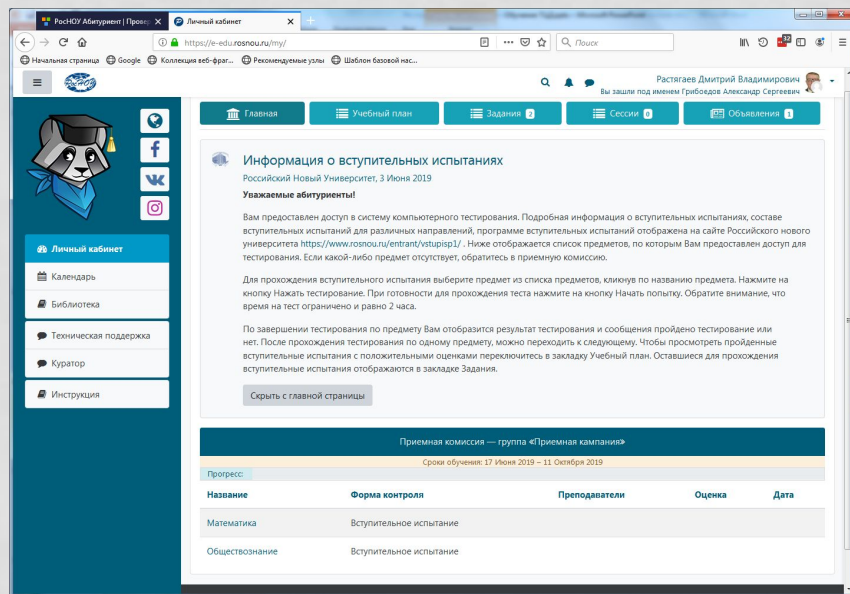 РосНОУ Абитуриент | Провер
Личный кабинет
https://e-edu.rosnou.ru/my/
Поиск
32
Начальная страница
Google
Коллекция веб-фраг...
Рекомендуемые узлы
Шаблон базовой нас...
РосНОУ
Растягаев Дмитрий Владимирович
Вы зашли под именем Грибоедов Александр Сергеевич
Главная
Учебный план
Задания 2
Сессии 0
Объявления 1
Личный кабинет
Календарь
Библиотека
Техническая поддержка
Куратор
Инструкция
Информация о вступительных испытаниях
Российский Новый Университет, 3 Июня 2019
Уважаемые абитуриенты!
Вам предоставлен доступ в систему компьютерного тестирования. Подробная информация о вступительных испытаниях, составе
вступительных испытаний для различных направлений, программе вступительных испытаний отображена на сайте Российского нового
университета https://www.rosnou.ru/entrant/vstupisp1/ . Ниже отображается список предметов, по которым Вам предоставлен доступ для
тестирования. Если какой-либо предмет отсутствует, обратитесь в приемную комиссию.
Для прохождения вступительного испытания выберите предмет из списка предметов, кликнув по названию предмета. Нажмите на
кнопку Нажать тестирование. При готовности для прохождения теста нажмите на кнопку Начать попытку. Обратите внимание, что
время на тест ограничено и равно 2 часа.
По завершении тестирования по предмету Вам отобразится результат тестирования и сообщения пройдено тестирование или
нет. После прохождения тестирования по одному предмету, можно переходить к следующему. Чтобы просмотреть пройденные
вступительные испытания с положительными оценками переключитесь в закладку Учебный план. Оставшиеся для прохождения
вступительные испытания отображаются в закладке Задания.
Скрыть с главной страницы
Приемная комиссия — группа «Приемная кампания»
Сроки обучения: 17 Июня 2019 – 11 Октября 2019
Прогресс:
Название Форма контроля Преподаватели Оценка Дата
Математика Вступительное испытание
Обществознание Вступительное испытание